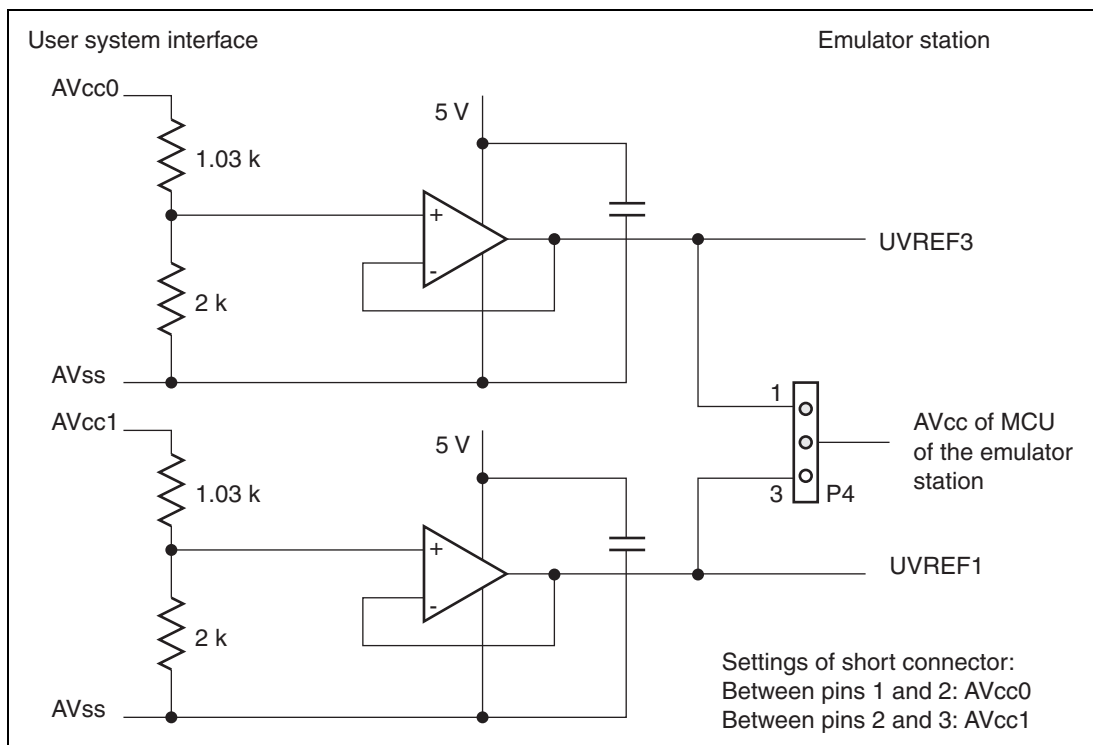 User system interface
Emulator station
AVcc0
5 V
1.03 k
+
-
UVREF3
2 k
AVss
1
AVcc1
AVcc of MCU
of the emulator
station
5 V
3
P4
1.03 k
+
-
UVREF1
2 k
Settings of short connector:
Between pins 1 and 2: AVcc0
Between pins 2 and 3: AVcc1
AVss